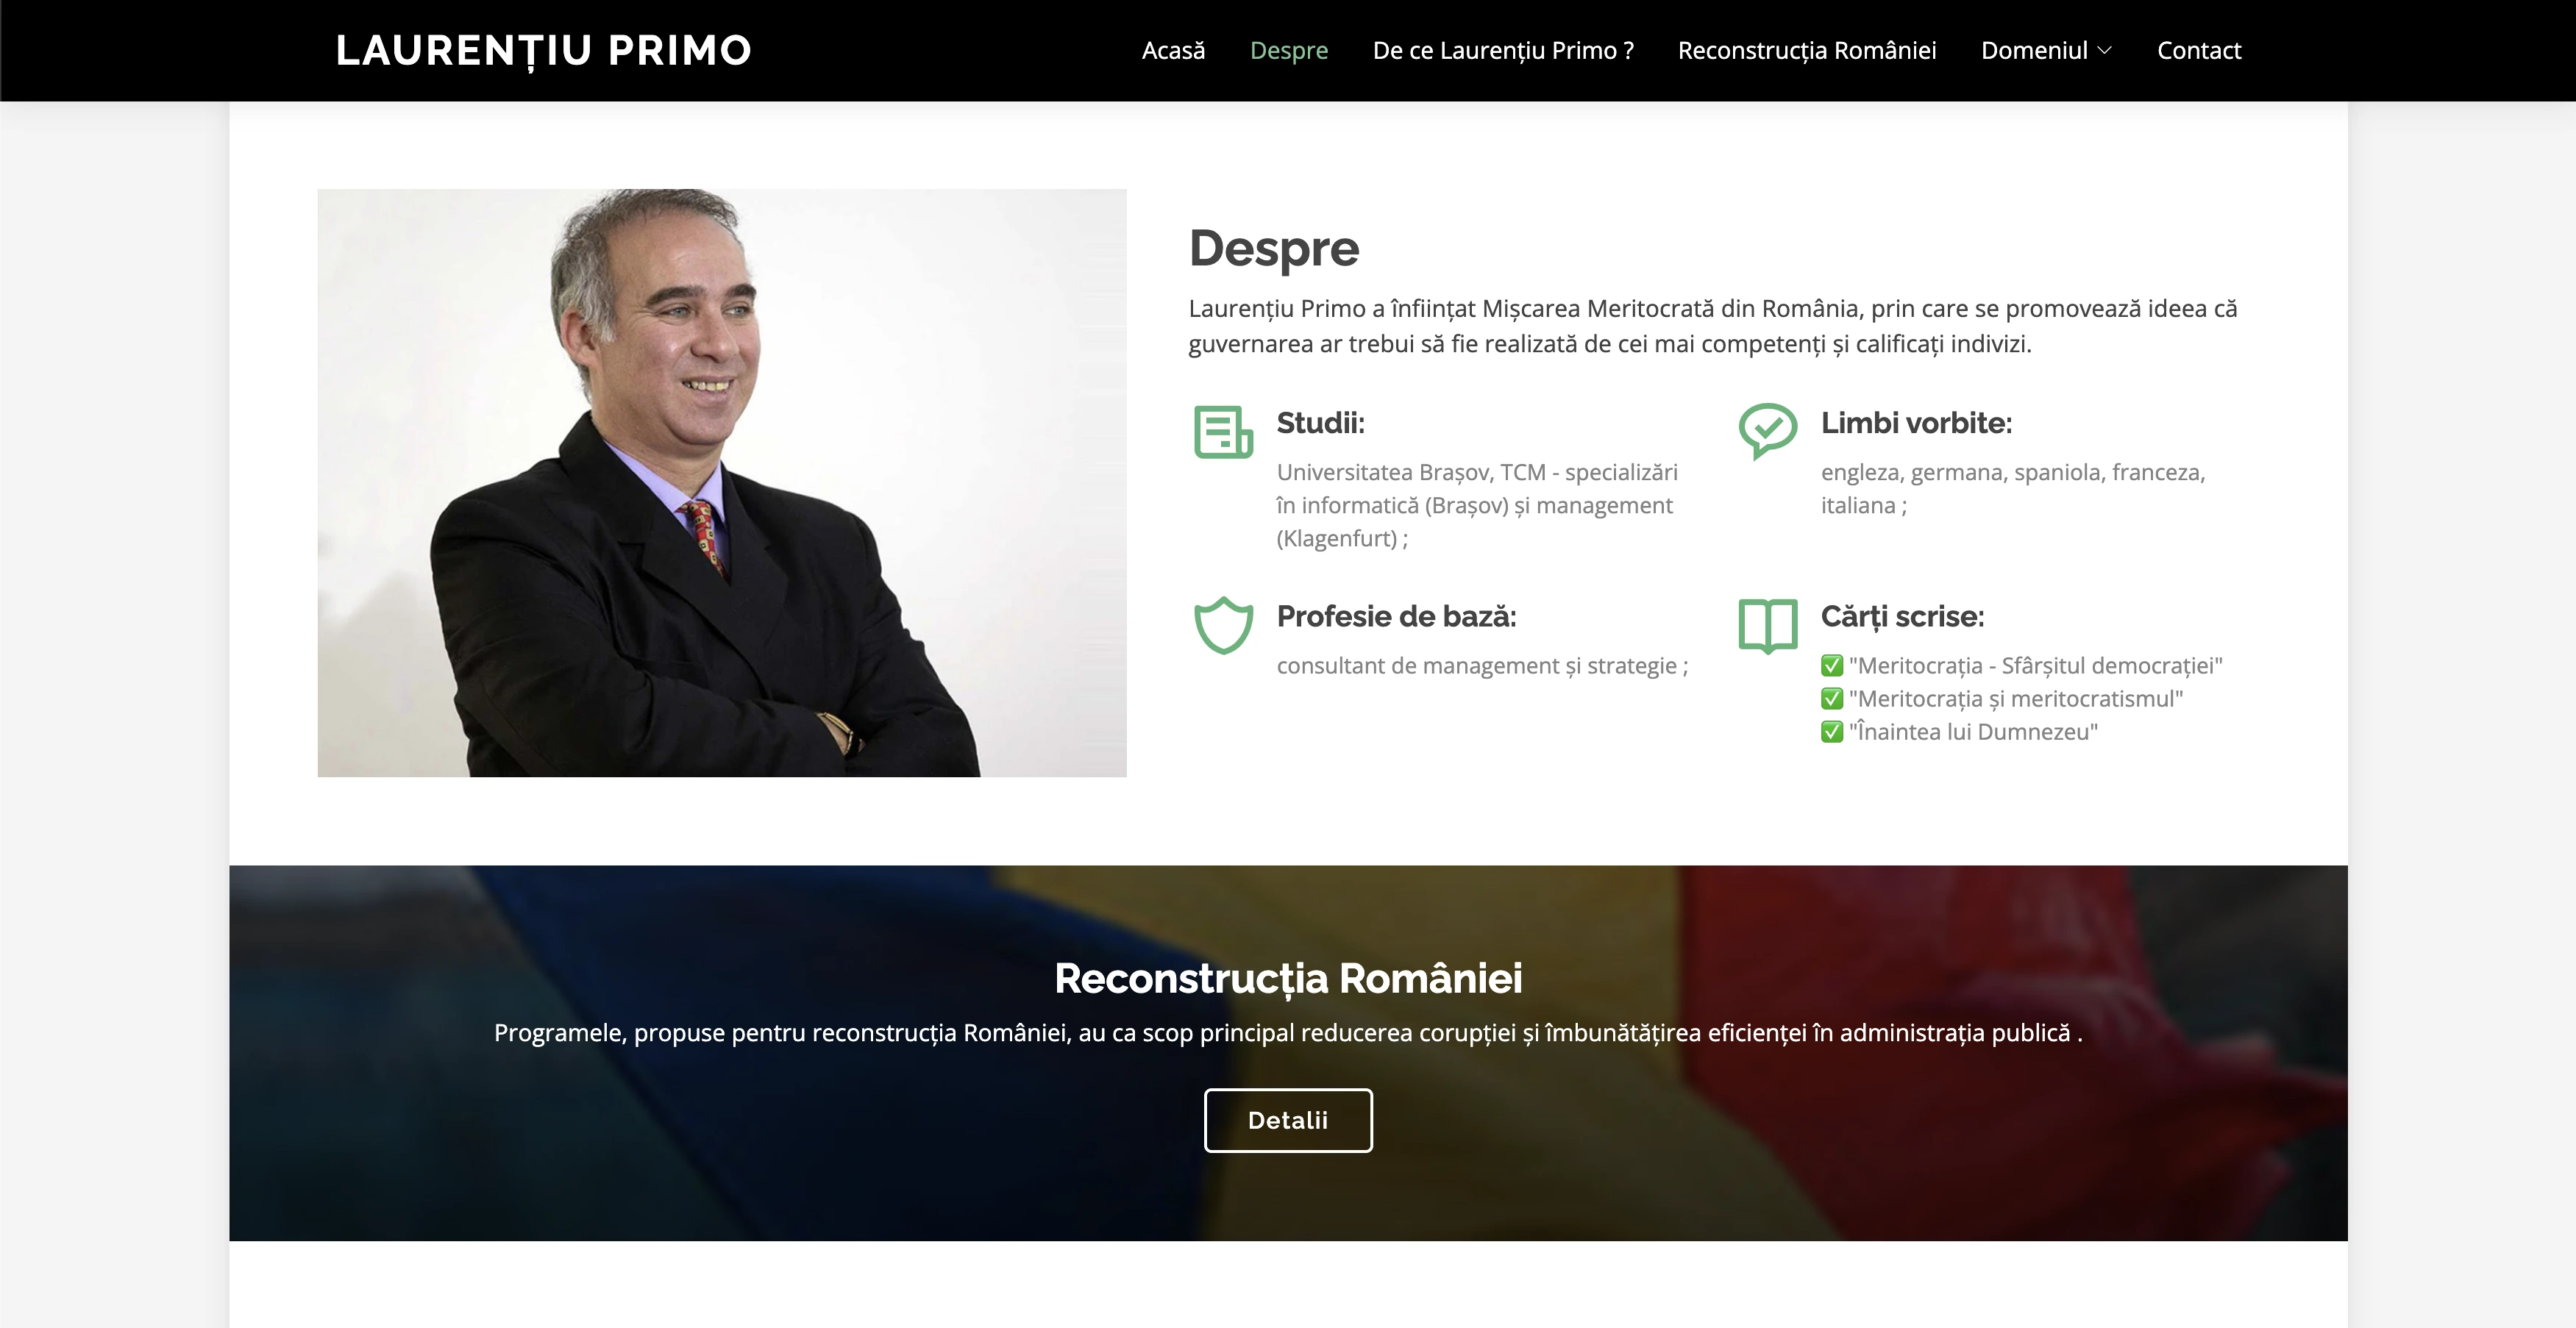 LAURENȚIU PRIMO
Acasă
Despre
De ce Laurențiu Primo ?
Reconstrucția României
Domeniul
Contact
Despre
Laurențiu Primo a înființat Mișcarea Meritocrată din România, prin care se promovează ideea că
guvernarea ar trebui să fie realizată de cei mai competenți și calificați indivizi.
Studii:
Universitatea Brașov, TCM - specializări
în informatică (Brașov) și management
(Klagenfurt) ;
Limbi vorbite:
engleza, germana, spaniola, franceza,
italiana ;
Profesie de bază:
consultant de management și strategie ;
Cărți scrise:
✅ "Meritocrația - Sfârșitul democrației"
✅ "Meritocrația și meritocratismul"
✅ "Înaintea lui Dumnezeu"
Reconstrucția României
Programele, propuse pentru reconstrucția României, au ca scop principal reducerea corupției și îmbunătățirea eficienței în administrația publică .
Detalii